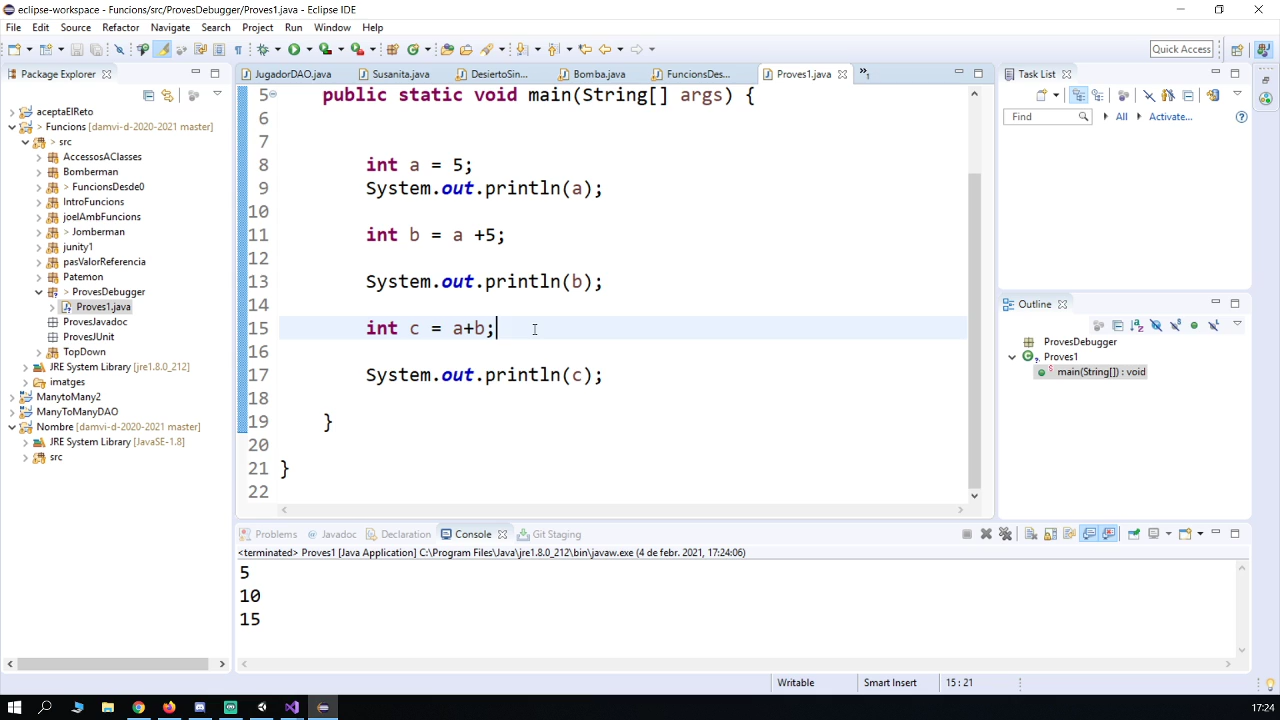 eclipse-workspace - Funcions/src/ProvesDebugger/Proves1.java - Eclipse IDE
File Edit Source Refactor Navigate Search Project Run Window Help
Quick Access
Package Explorer
aceptaElReto
> Funcions [damvi-d-2020-2021 master]
> src
AccessosAClasses
Bomberman
> FuncionsDesde0
IntroFuncions
joelAmbFuncions
> Jomberman
junity1
pasValorReferencia
Patemon
> ProvesDebugger
Proves1.java
ProvesJavadoc
ProvesJUnit
TopDown
JRE System Library [jre1.8.0_212]
imatges
ManytoMany2
ManyToManyDAO
Nombre [damvi-d-2020-2021 master]
JRE System Library [JavaSE-1.8]
src
JugadorDAO.java Susanita.java DesiertoSin... Bomba.java FuncionsDes... Proves1.java »1
5 public static void main(String[] args) {
6
7
8 int a = 5;
9 System.out.println(a);
10
11 int b = a +5;
12
13 System.out.println(b);
14
15 int c = a+b;
16
17 System.out.println(c);
18
19 }
20
21 }
22
Task List
Find All Activate...
Outline
ProvesDebugger
Proves1
main(String[]) : void
Problems Javadoc Declaration Console Git Staging
<terminated> Proves1 [Java Application] C:\Program Files\Java\jre1.8.0_212\bin\javaw.exe (4 de febr. 2021, 17:24:06)
5
10
15
Writable Smart Insert 15 : 21
17:24